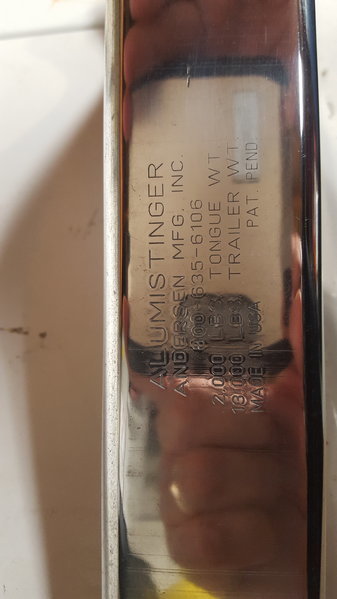 ALUMISTINGER
ANDERSEN MFG. INC.
800-635-6106
2,000 LBS TONGUE WT
18,000 LBS TRAILER WT.
MADE IN USA PAT. PEND.